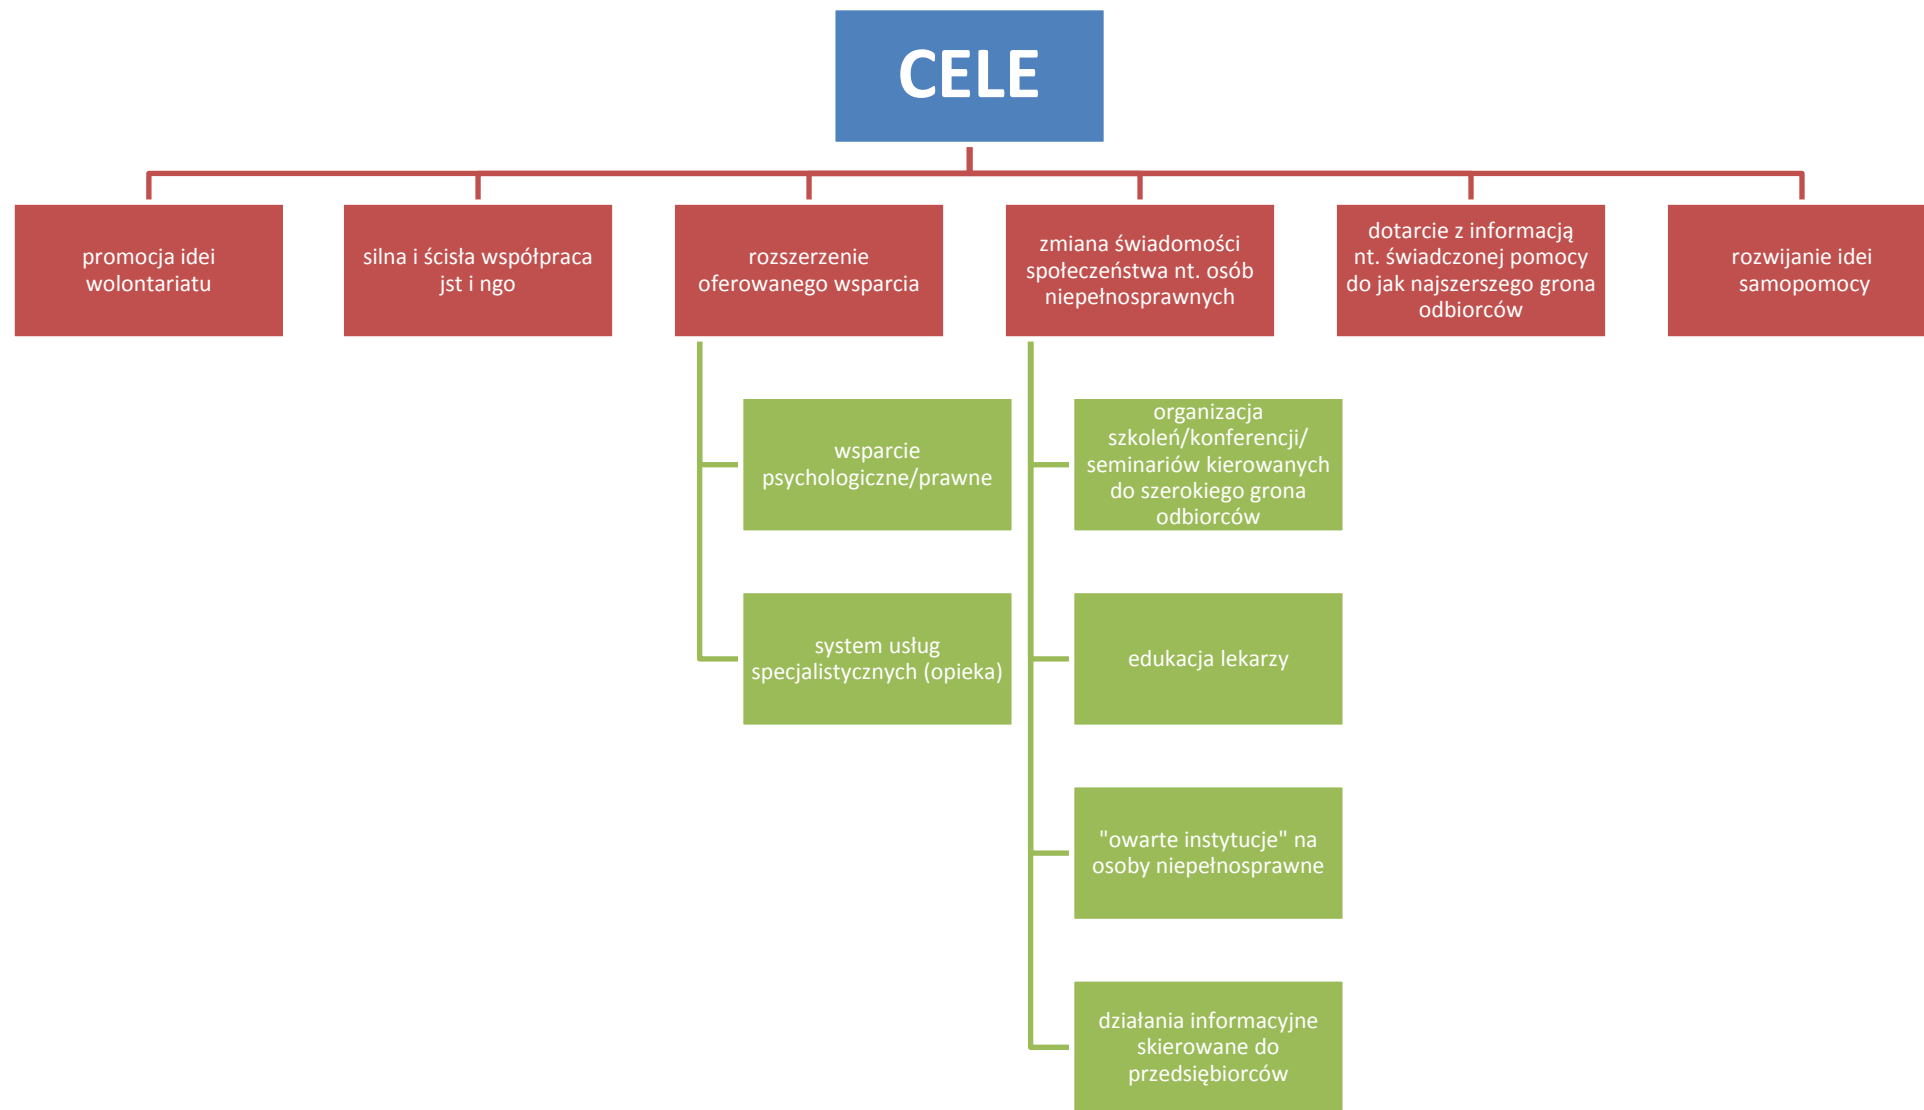 CELE
promocja idei
wolontariatu
silna i ścisła współpraca
jst i ngo
rozszerzenie
oferowanego wsparcia
zmiana świadomości
społeczeństwa nt. osób
niepełnosprawnych
dotarcie z informacją
nt. świadczonej pomocy
do jak najszerszego grona
odbiorców
rozwijanie idei
samopomocy
wsparcie
psychologiczne/prawne
system usług
specjalistycznych (opieka)
organizacja
szkoleń/konferencji/
seminariów kierowanych
do szerokiego grona
odbiorców
edukacja lekarzy
"owarte instytucje" na
osoby niepełnosprawne
działania informacyjne
skierowane do
przedsiębiorców